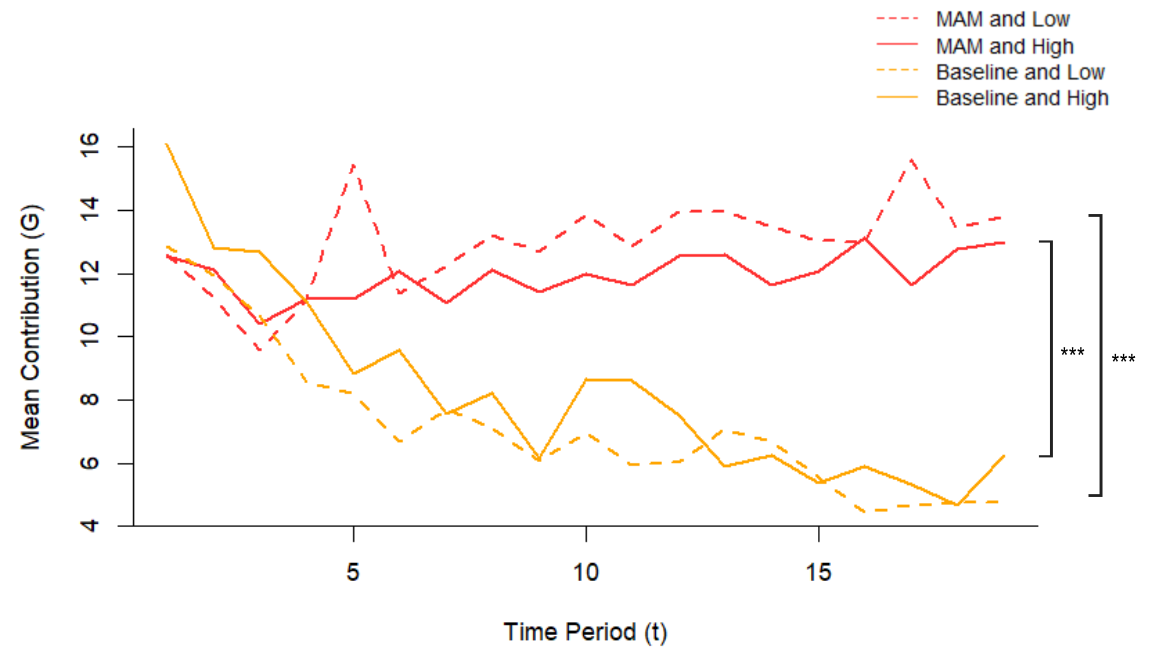 MAM and Low
MAM and High
Baseline and Low
Baseline and High
Mean Contribution (G)
16
14
12
10
8
6
4
***
***
5
10
15
Time Period (t)